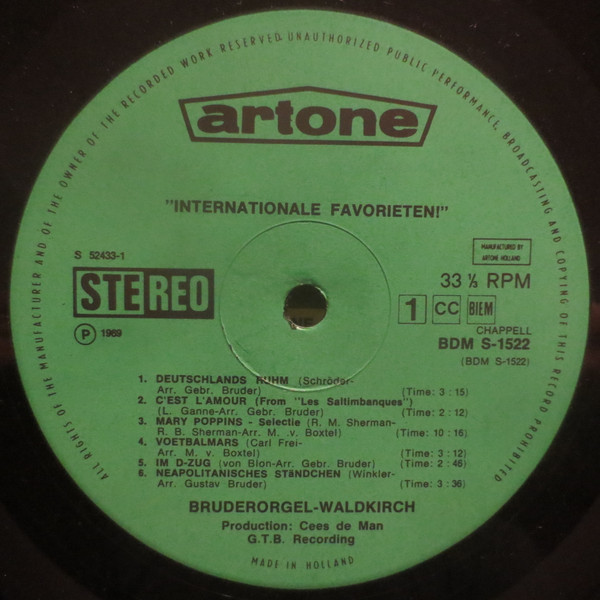 ALL RIGHTS OF THE MANUFACTURER AND OF THE OWNER OF THE RECORDED WORK RESERVED UNAUTHORIZED PUBLIC PERFORMANCE, BROADCASTING AND COPYING OF THIS RECORD PROHIBITED
artone
"INTERNATIONALE FAVORIETEN!"
S 52433-1
STEREO
P 1969
MANUFACTURED BY
ARTONE HOLLAND
33 ⅓ RPM
1 CC BIEM
CHAPPELL
BDM S-1522
(BDM S-1522)
1. DEUTSCHLANDS RUHM (Schröder-
Arr. Gebr. Bruder) (Time: 3 : 15)
2. C'EST L'AMOUR (From "Les Saltimbanques")
(L. Ganne-Arr. Gebr. Bruder) (Time: 2 : 12)
3. MARY POPPINS - Selectie (R. M. Sherman-
R. B. Sherman-Arr. M. .v. Boxtel) (Time: 10 : 16)
4. VOETBALMARS (Carl Frei-
Arr. M. v. Boxtel) (Time: 3 : 12)
5. IM D-ZUG (von Blon-Arr. Gebr. Bruder) (Time: 2 : 46)
6. NEAPOLITANISCHES STäNDCHEN (Winkler-
Arr. Gustav Bruder) (Time: 3 : 36)
BRUDERORGEL-WALDKIRCH
Production: Cees de Man
G.T.B. Recording
MADE IN HOLLAND